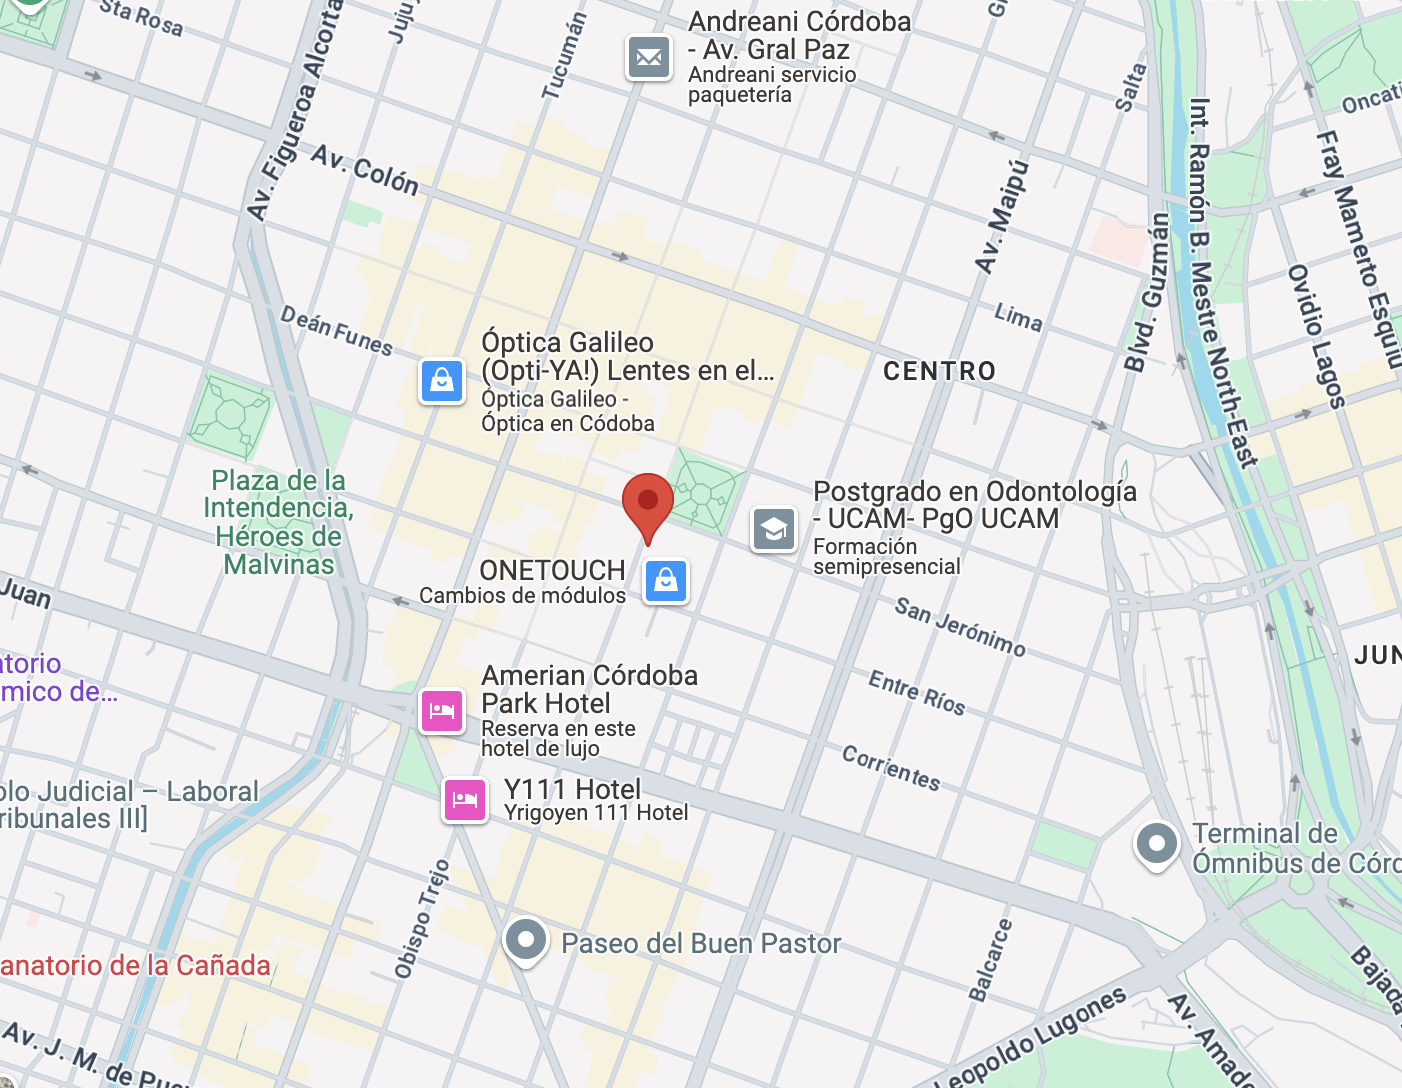 Sta Rosa
Av. Figueroa Alcorta
Tucumán
Andreani Córdoba
- Av. Gral Paz
Andreani servicio
paquetería
Salta
Int. Ramón B. Mestre North-East
Fray Mamerto Esquiú
Av. Colón
Av. Maipú
Blvd. Guzmán
Ovidio Lagos
Deán Funes
Lima
Óptica Galileo
(Opti-YA!) Lentes en el...
Óptica Galileo -
Óptica en Códoba
CENTRO
Plaza de la
Intendencia,
Héroes de
Malvinas
Postgrado en Odontología
- UCAM- PgO UCAM
Formación
semipresencial
ONETOUCH
Cambios de módulos
Juan
San Jerónimo
JUN
atorio
mico de...
Amerian Córdoba
Park Hotel
Reserva en este
hotel de lujo
Entre Ríos
Corrientes
olo Judicial – Laboral
ribunales III]
Y111 Hotel
Yrigoyen 111 Hotel
Terminal de
Ómnibus de Córd
Obispo Trejo
Paseo del Buen Pastor
Balcarce
anatorio de la Cañada
Bajada
Av. J. M. de Puey
Leopoldo Lugones
Av. Amade